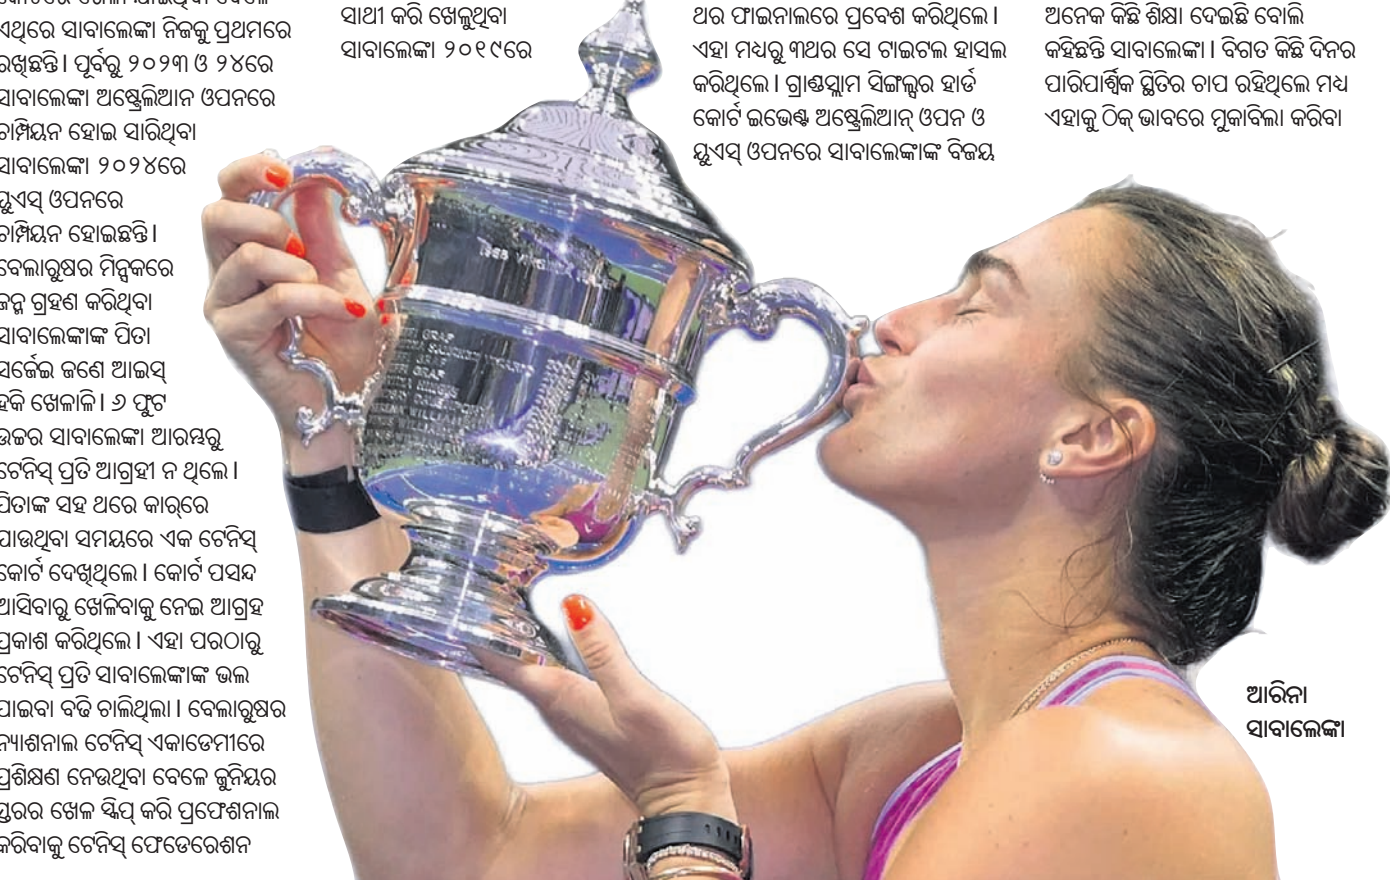 ଏଥିରେ ସାବାଲେଙ୍କା ନିଜକୁ ପ୍ରଥମରେ
ରଖିଛନ୍ତି । ପୂର୍ବରୁ ୨୦୨୩ ଓ ୨୪ରେ
ସାବାଲେଙ୍କା ଅଷ୍ଟ୍ରେଲିଆନ ଓପନରେ
ଚାମ୍ପିୟନ ହୋଇ ସାରିଥିବା
ସାବାଲେଙ୍କା ୨୦୨୪ରେ
ୟୁଏସ୍ ଓପନରେ
ଚାମ୍ପିୟନ ହୋଇଛନ୍ତି ।
ବେଲାରୁଷର ମିନ୍ସ୍କରେ
ଜନ୍ମ ଗ୍ରହଣ କରିଥିବା
ସାବାଲେଙ୍କାଙ୍କ ପିତା
ସର୍ଜେଇ ଜଣେ ଆଇସ୍
ହକି ଖେଳାଳି । ୬ ଫୁଟ
ଉଚ୍ଚର ସାବାଲେଙ୍କା ଆରମ୍ଭରୁ
ଟେନିସ୍ ପ୍ରତି ଆଗ୍ରହୀ ନ ଥିଲେ ।
ପିତାଙ୍କ ସହ ଥରେ କାର୍‌ରେ
ଯାଉଥିବା ସମୟରେ ଏକ ଟେନିସ୍
କୋର୍ଟ ଦେଖିଥିଲେ । କୋର୍ଟ ପସନ୍ଦ
ଆସିବାରୁ ଖେଳିବାକୁ ନେଇ ଆଗ୍ରହ
ପ୍ରକାଶ କରିଥିଲେ । ଏହା ପରଠାରୁ
ଟେନିସ୍ ପ୍ରତି ସାବାଲେଙ୍କାଙ୍କ ଭଲ
ପାଇବା ବଢି ଚାଲିଥିଲା । ବେଲାରୁଷର
ନ୍ୟାଶନାଲ ଟେନିସ୍ ଏକାଡେମୀରେ
ପ୍ରଶିକ୍ଷଣ ନେଉଥିବା ବେଳେ ଜୁନିୟର
ସ୍ତରର ଖେଳ ସ୍କିପ୍ କରି ପ୍ରଫେଶନାଲ
କରିବାକୁ ଟେନିସ୍ ଫେଡେରେଶନ
ସାଥୀ କରି ଖେଳୁଥିବା
ସାବାଲେଙ୍କା ୨୦୧୯ରେ
ଥର ଫାଇନାଲରେ ପ୍ରବେଶ କରିଥିଲେ ।
ଏହା ମଧ୍ୟରୁ ୩ଥର ସେ ଟାଇଟଲ ହାସଲ
କରିଥିଲେ । ଗ୍ରାଣ୍ଡସ୍ଲାମ ସିଙ୍ଗଲ୍ସର ହାର୍ଡ
କୋର୍ଟ ଇଭେଣ୍ଟ ଅଷ୍ଟ୍ରେଲିଆନ୍ ଓପନ ଓ
ୟୁଏସ୍ ଓପନରେ ସାବାଲେଙ୍କାଙ୍କ ବିଜୟ
ଅନେକ କିଛି ଶିକ୍ଷା ଦେଇଛି ବୋଲି
କହିଛନ୍ତି ସାବାଲେଙ୍କା । ବିଗତ କିଛି ଦିନର
ପାରିପାର୍ଶ୍ୱିକ ସ୍ଥିତିର ଚାପ ରହିଥିଲେ ମଧ୍ୟ
ଏହାକୁ ଠିକ୍ ଭାବରେ ମୁକାବିଲା କରିବା
ଆରିନା
ସାବାଲେଙ୍କା